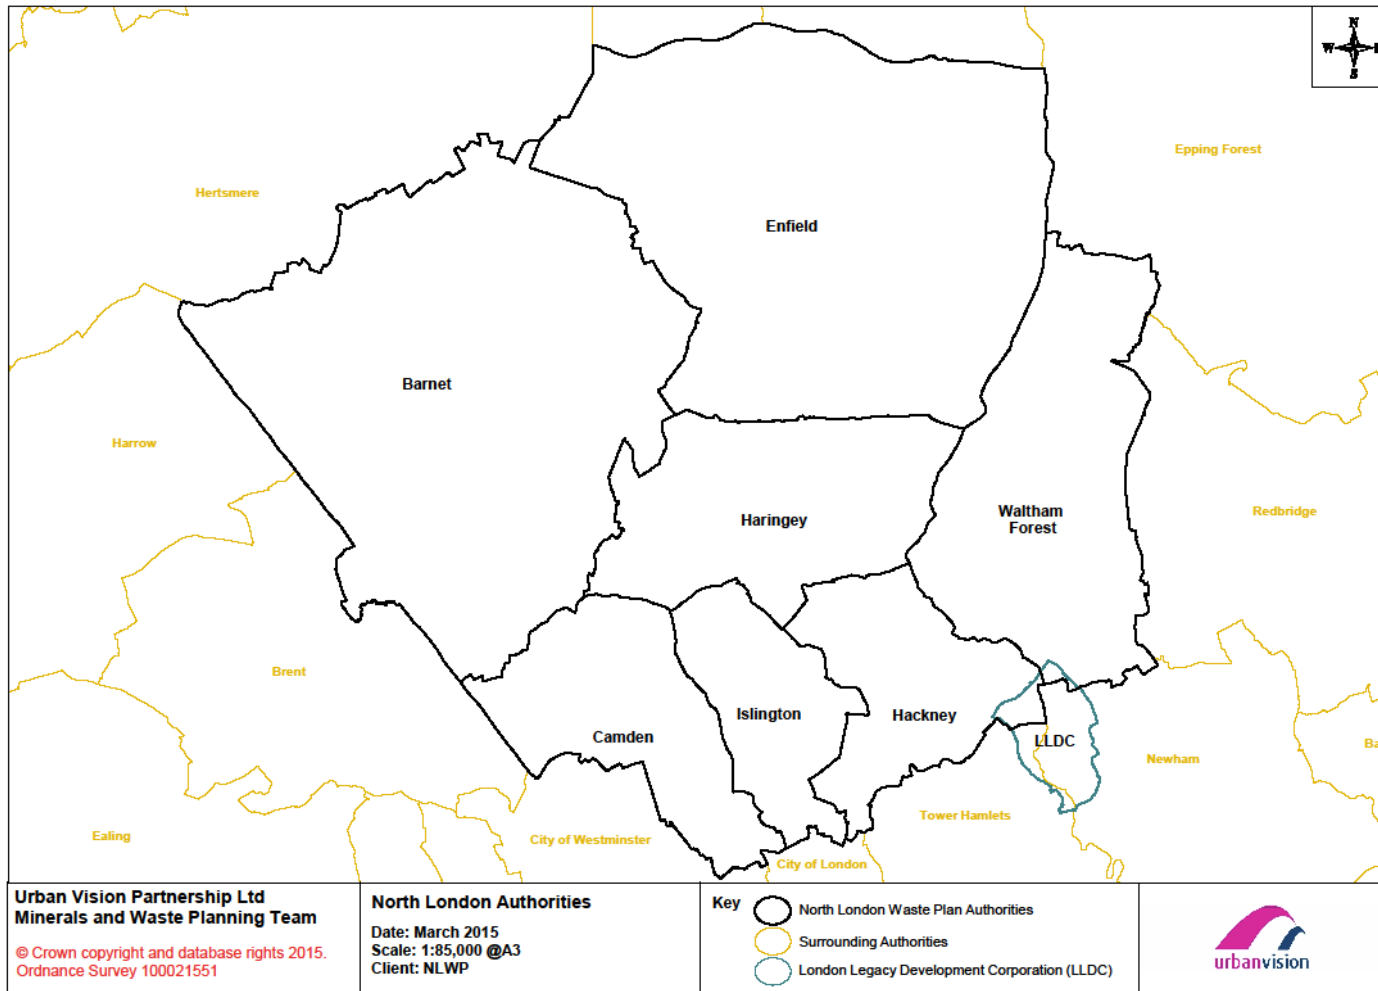 N
W
S
Epping Forest
Hertsmere
Enfield
Barnet
Harrow
Haringey
Waltham
Forest
Redbridge
Brent
Islington
Hackney
Camden
LLDC
Newham
Ealing
City of Westminster
Tower Hamlets
City of London
Ba
Urban Vision Partnership Ltd
Minerals and Waste Planning Team
© Crown copyright and database rights 2015.
Ordnance Survey 100021551
North London Authorities
Date: March 2015
Scale: 1:85,000 @A3
Client: NLWP
Key
North London Waste Plan Authorities
Surrounding Authorities
London Legacy Development Corporation (LLDC)
urbanvision